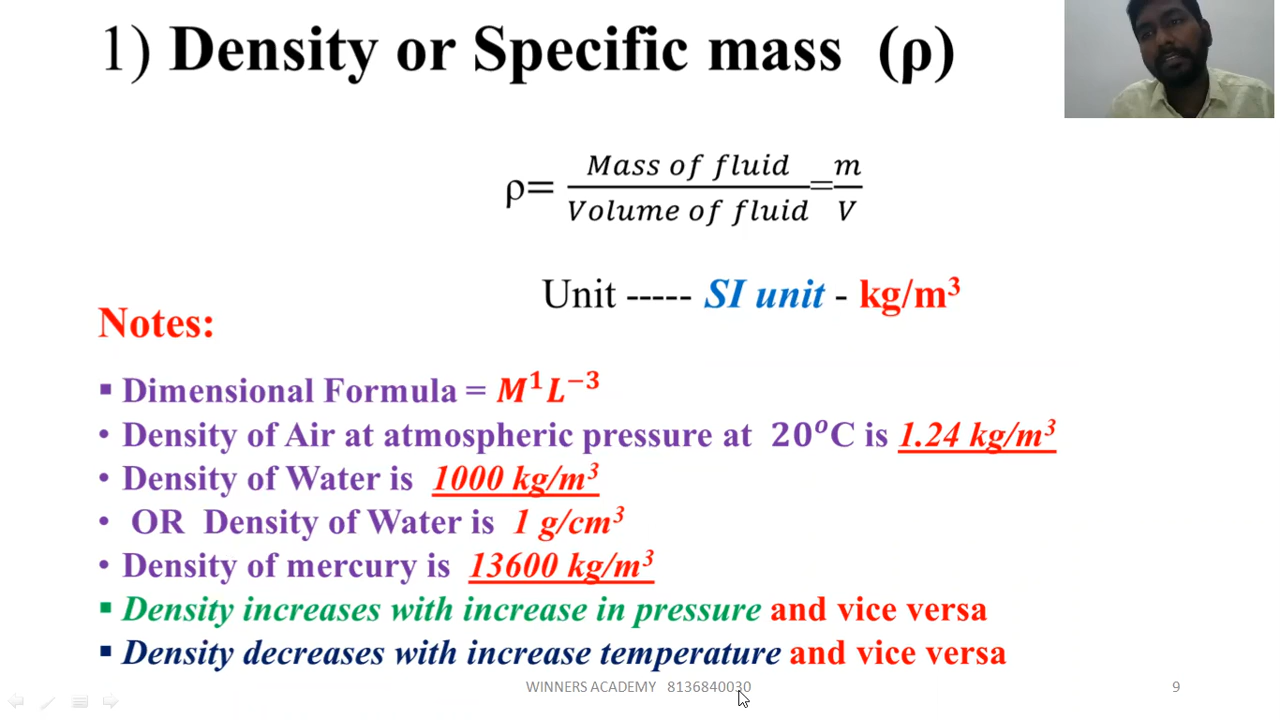 1) Density or Specific mass (ρ)
ρ= Mass of fluid / Volume of fluid = m / V
Unit ----- SI unit - kg/m³
Notes:
▪ Dimensional Formula = M¹L⁻³
• Density of Air at atmospheric pressure at 20ᵒC is 1.24 kg/m³
• Density of Water is 1000 kg/m³
• OR Density of Water is 1 g/cm³
• Density of mercury is 13600 kg/m³
▪ Density increases with increase in pressure and vice versa
▪ Density decreases with increase temperature and vice versa
WINNERS ACADEMY 8136840030
9